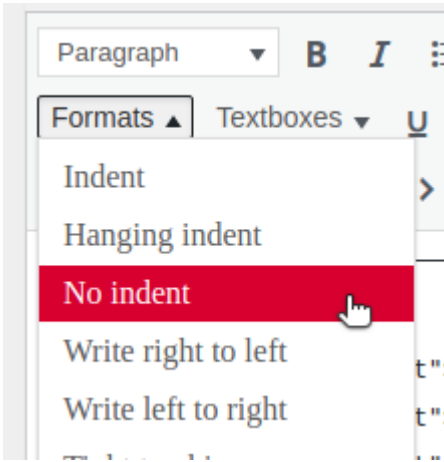 Paragraph B I
Formats Textboxes U
Indent
Hanging indent
No indent
Write right to left
t":
Write left to right
t":